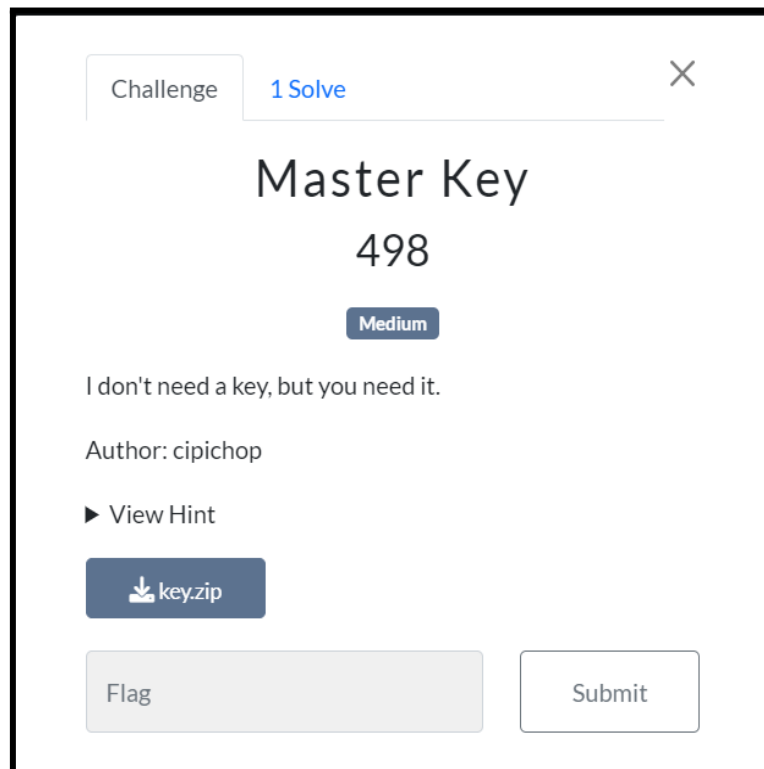 Challenge 1 Solve
Master Key
498
Medium
I don't need a key, but you need it.
Author: cipichop
View Hint
key.zip
Flag Submit